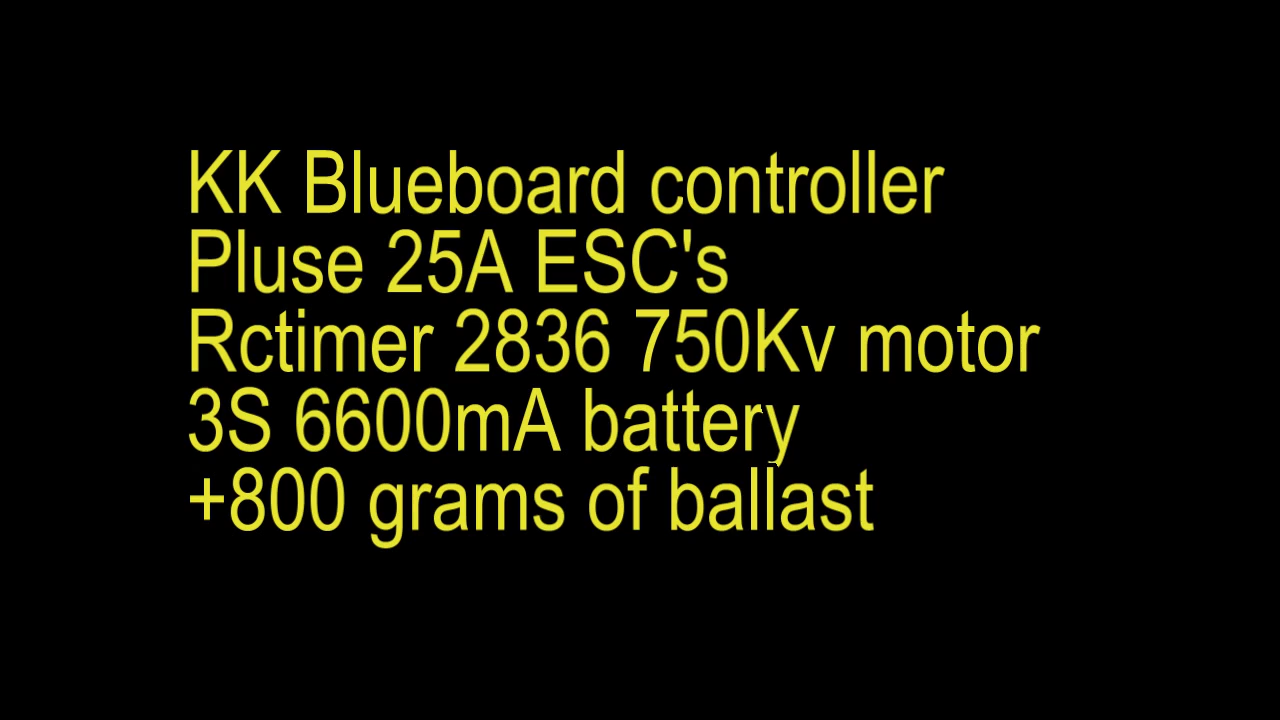 KK Blueboard controller
Pluse 25A ESC's
Rctimer 2836 750Kv motor
3S 6600mA battery
+800 grams of ballast